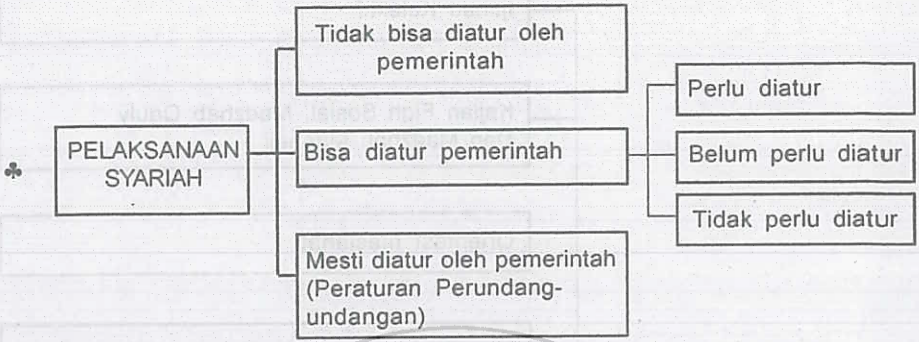 Tidak bisa diatur oleh
pemerintah
♣ PELAKSANAAN
SYARIAH
Bisa diatur pemerintah
Perlu diatur
Belum perlu diatur
Tidak perlu diatur
Mesti diatur oleh pemerintah
(Peraturan Perundang-
undangan)